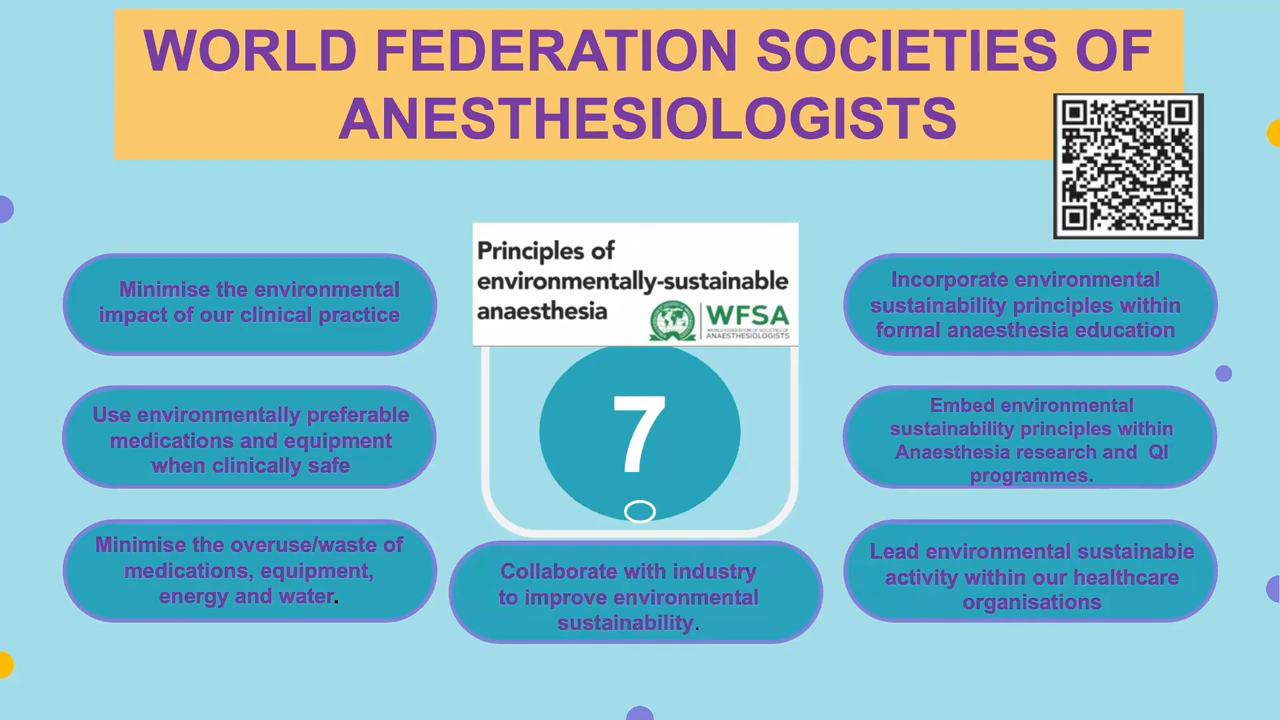 WORLD FEDERATION SOCIETIES OF
ANESTHESIOLOGISTS
Principles of
environmentally-sustainable
anaesthesia
WFSA
WORLD FEDERATION OF SOCIETIES OF
ANAESTHESIOLOGISTS
7
Minimise the environmental
impact of our clinical practice
Use environmentally preferable
medications and equipment
when clinically safe
Minimise the overuse/waste of
medications, equipment,
energy and water.
Collaborate with industry
to improve environmental
sustainability.
Incorporate environmental
sustainability principles within
formal anaesthesia education
Embed environmental
sustainability principles within
Anaesthesia research and QI
programmes.
Lead environmental sustainabie
activity within our healthcare
organisations